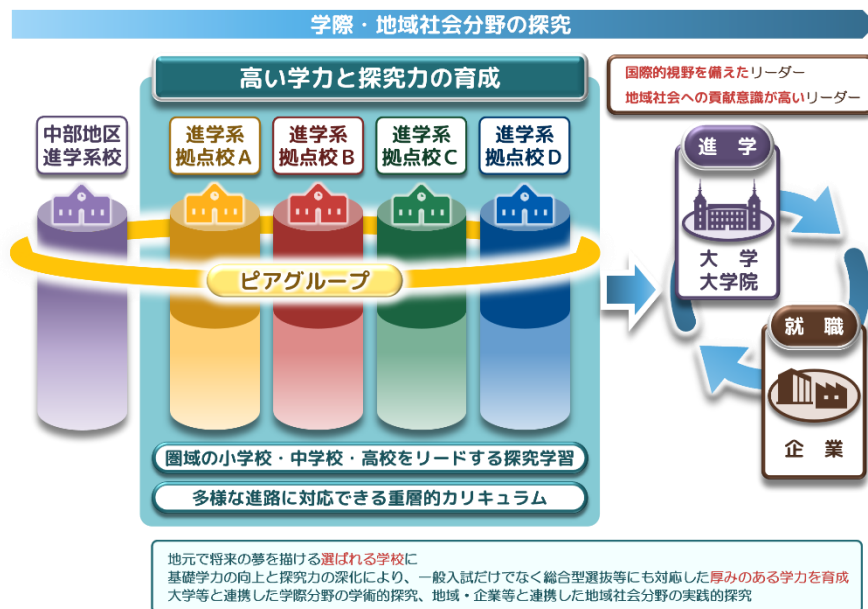 学際・地域社会分野の探究
高い学力と探究力の育成
国際的視野を備えたリーダー
地域社会への貢献意識が高いリーダー
中部地区
進学系校
進学系
拠点校A
進学系
拠点校B
進学系
拠点校C
進学系
拠点校D
ピアグループ
進学
大学
大学院
就職
企業
圏域の小学校・中学校・高校をリードする探究学習
多様な進路に対応できる重層的カリキュラム
地元で将来の夢を描ける選ばれる学校に
基礎学力の向上と探究力の深化により、一般入試だけでなく総合型選抜等にも対応した厚みのある学力を育成
大学等と連携した学際分野の学術的探究、地域・企業等と連携した地域社会分野の実践的探究